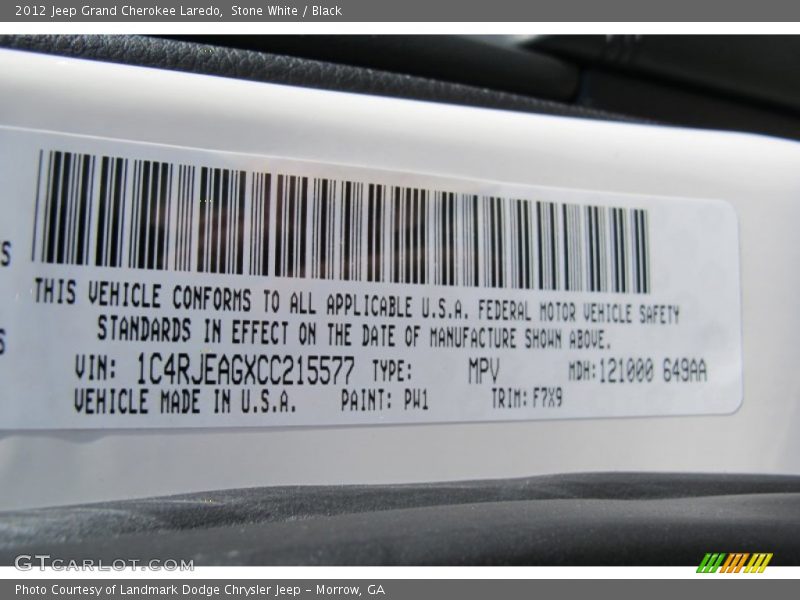 2012 Jeep Grand Cherokee Laredo, Stone White / Black
S
THIS VEHICLE CONFORMS TO ALL APPLICABLE U.S.A. FEDERAL MOTOR VEHICLE SAFETY
S
STANDARDS IN EFFECT ON THE DATE OF MANUFACTURE SHOWN ABOVE.
VIN: 1C4RJEAGXCC215577 TYPE: MPV MDH:121000 649AA
VEHICLE MADE IN U.S.A. PAINT: PW1 TRIM: F7X9
GTCARLOT.COM
Photo Courtesy of Landmark Dodge Chrysler Jeep – Morrow, GA